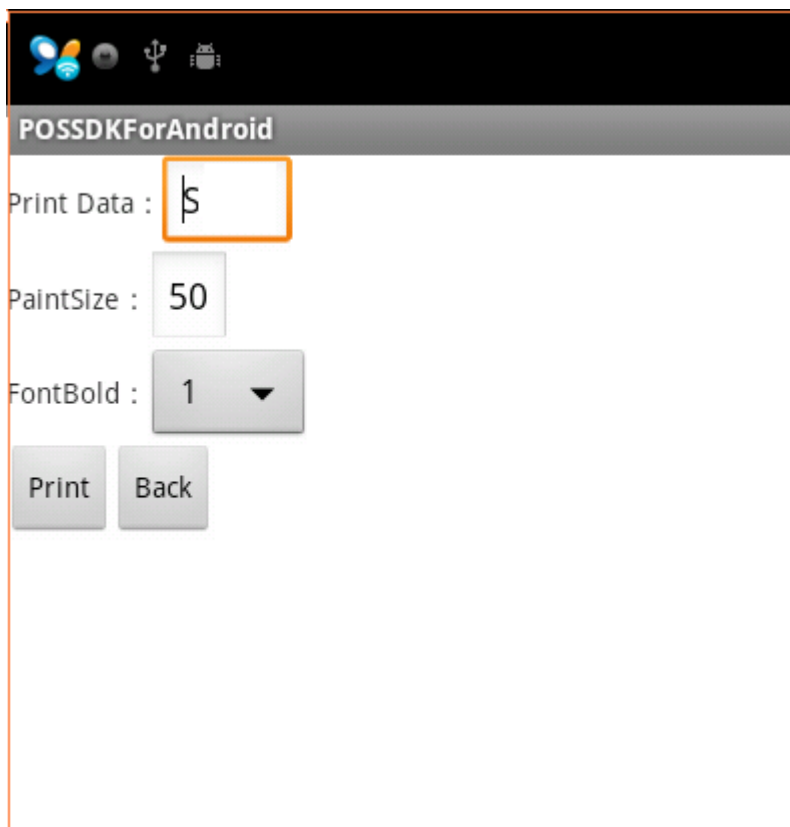 POSSDKForAndroid
Print Data : S
PaintSize : 50
FontBold : 1
Print Back